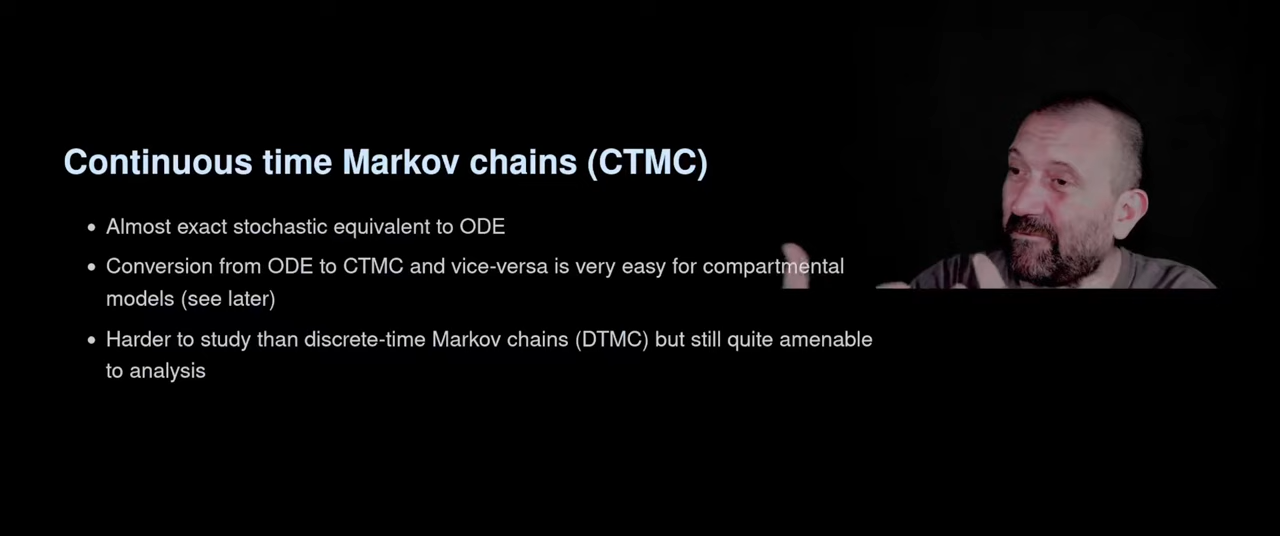 Continuous time Markov chains (CTMC)
• Almost exact stochastic equivalent to ODE
• Conversion from ODE to CTMC and vice-versa is very easy for compartmental
models (see later)
• Harder to study than discrete-time Markov chains (DTMC) but still quite amenable
to analysis